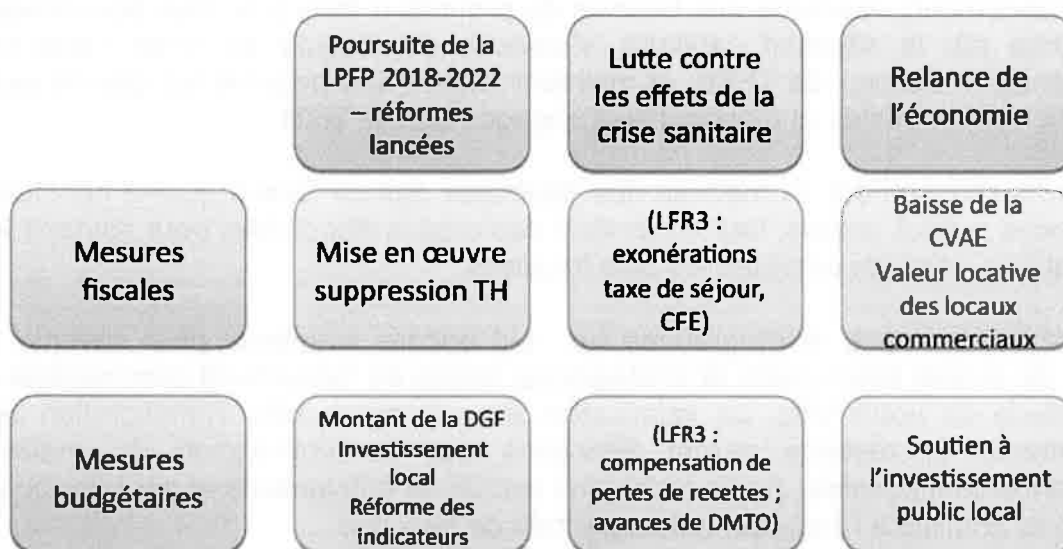 Poursuite de la
LPFP 2018-2022
– réformes
lancées
Lutte contre
les effets de la
crise sanitaire
Relance de
l'économie
Mesures
fiscales
Mise en œuvre
suppression TH
(LFR3 :
exonérations
taxe de séjour,
CFE)
Baisse de la
CVAE
Valeur locative
des locaux
commerciaux
Mesures
budgétaires
Montant de la DGF
Investissement
local
Réforme des
indicateurs
(LFR3 :
compensation de
pertes de recettes ;
avances de DMTO)
Soutien à
l'investissement
public local